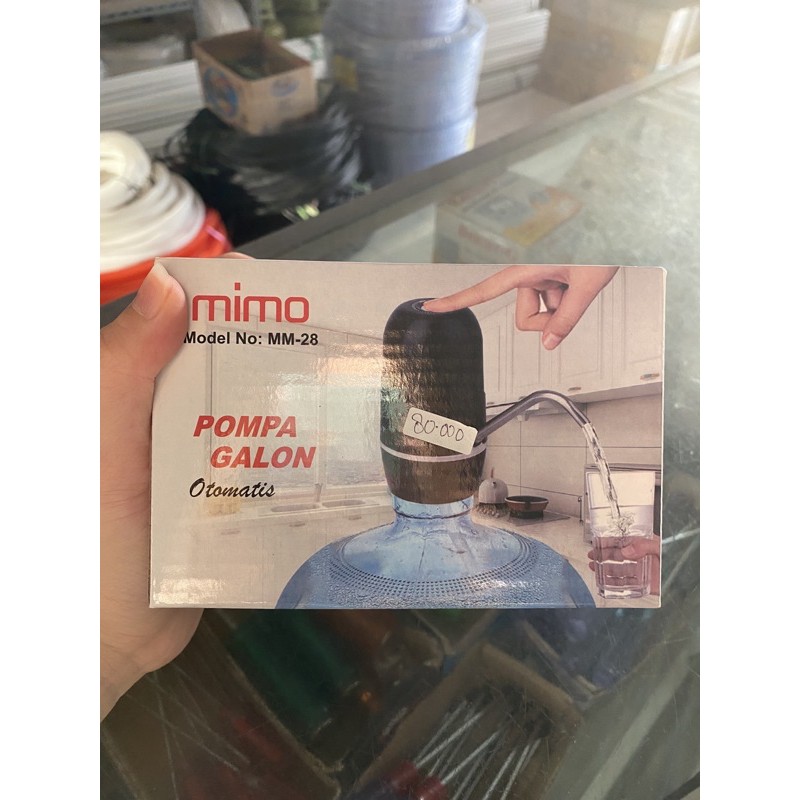 mimo
Model No: MM-28
80.000
POMPA
GALON
Otomatis